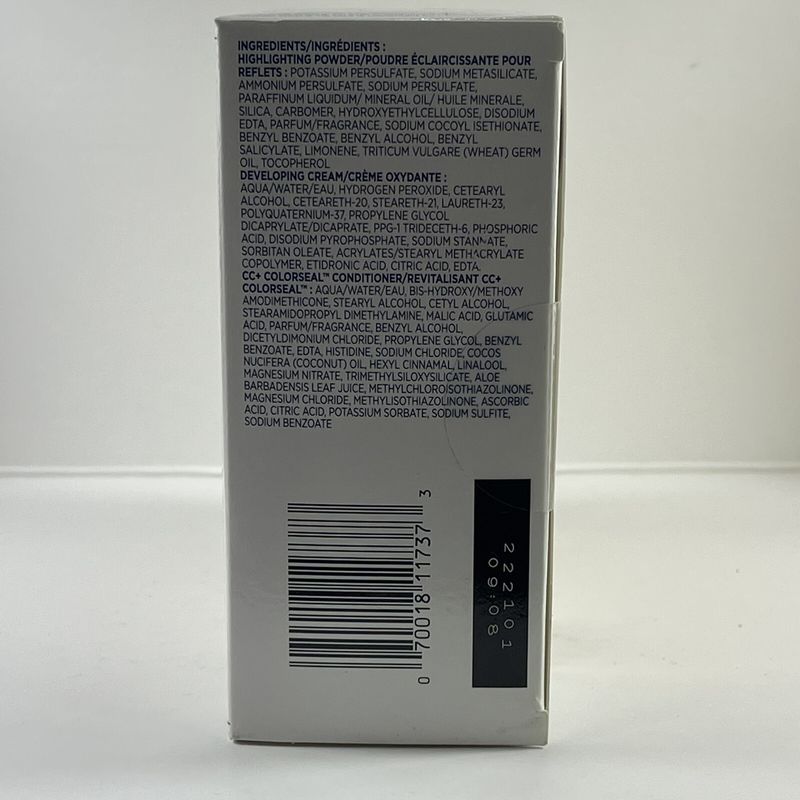 INGREDIENTS/INGRÉDIENTS :
HIGHLIGHTING POWDER/POUDRE ÉCLAIRCISSANTE POUR
REFLETS : POTASSIUM PERSULFATE, SODIUM METASILICATE,
AMMONIUM PERSULFATE, SODIUM PERSULFATE,
PARAFFINUM LIQUIDUM/ MINERAL OIL/ HUILE MINERALE,
SILICA, CARBOMER, HYDROXYETHYLCELLULOSE, DISODIUM
EDTA, PARFUM/FRAGRANCE, SODIUM COCOYL ISETHIONATE,
BENZYL BENZOATE, BENZYL ALCOHOL, BENZYL
SALICYLATE, LIMONENE, TRITICUM VULGARE (WHEAT) GERM
OIL, TOCOPHEROL
DEVELOPING CREAM/CRÈME OXYDANTE :
AQUA/WATER/EAU, HYDROGEN PEROXIDE, CETEARYL
ALCOHOL, CETEARETH-20, STEARETH-21, LAURETH-23,
POLYQUATERNIUM-37, PROPYLENE GLYCOL
DICAPRYLATE/DICAPRATE, PPG-1 TRIDECETH-6, PHOSPHORIC
ACID, DISODIUM PYROPHOSPHATE, SODIUM STANNATE,
SORBITAN OLEATE, ACRYLATES/STEARYL METHACRYLATE
COPOLYMER, ETIDRONIC ACID, CITRIC ACID, EDTA.
CC+ COLORSEAL™ CONDITIONER/REVITALISANT CC+
COLORSEAL™ : AQUA/WATER/EAU, BIS-HYDROXY/METHOXY
AMODIMETHICONE, STEARYL ALCOHOL, CETYL ALCOHOL,
STEARAMIDOPROPYL DIMETHYLAMINE, MALIC ACID, GLUTAMIC
ACID, PARFUM/FRAGRANCE, BENZYL ALCOHOL,
DICETYLDIMONIUM CHLORIDE, PROPYLENE GLYCOL, BENZYL
BENZOATE, EDTA, HISTIDINE, SODIUM CHLORIDE, COCOS
NUCIFERA (COCONUT) OIL, HEXYL CINNAMAL, LINALOOL,
MAGNESIUM NITRATE, TRIMETHYLSILOXYSILICATE, ALOE
BARBADENSIS LEAF JUICE, METHYLCHLOROISOTHIAZOLINONE,
MAGNESIUM CHLORIDE, METHYLISOTHIAZOLINONE, ASCORBIC
ACID, CITRIC ACID, POTASSIUM SORBATE, SODIUM SULFITE,
SODIUM BENZOATE
0 70018 11737 3
222101
09:08